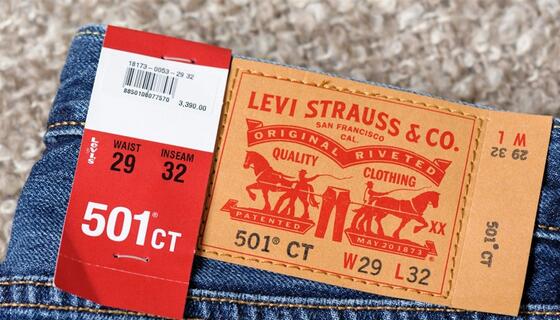 18173-0053-29 32
8850106077570
3,390.00
LEVI'S
WAIST INSEAM
29 32
501® CT
LEVI STRAUSS & CO.
SAN FRANCISCO
CAL.
ORIGINAL RIVETED
QUALITY CLOTHING
PATENTED
MAY 20 1873
XX
501® CT
W29 L32
W L
29 32
501® CT